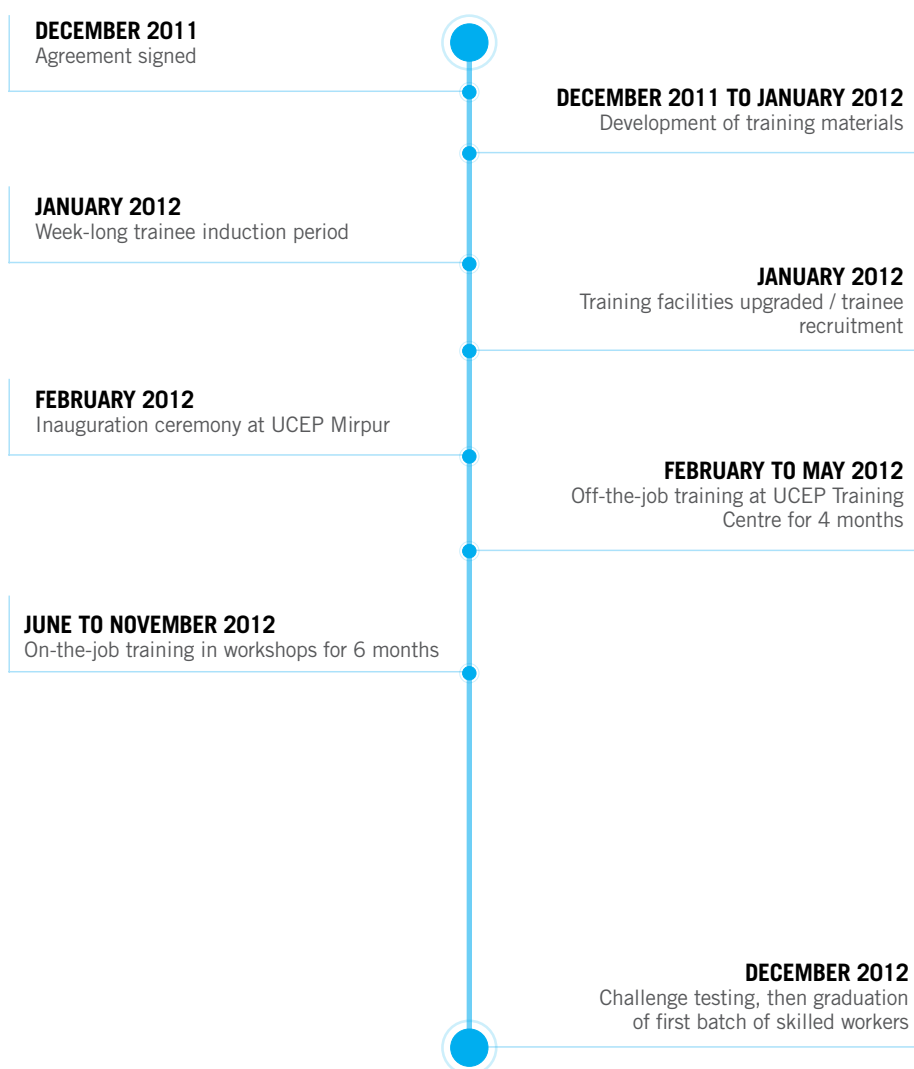 DECEMBER 2011
Agreement signed
DECEMBER 2011 TO JANUARY 2012
Development of training materials
JANUARY 2012
Week-long trainee induction period
JANUARY 2012
Training facilities upgraded / trainee
recruitment
FEBRUARY 2012
Inauguration ceremony at UCEP Mirpur
FEBRUARY TO MAY 2012
Off-the-job training at UCEP Training
Centre for 4 months
JUNE TO NOVEMBER 2012
On-the-job training in workshops for 6 months
DECEMBER 2012
Challenge testing, then graduation
of first batch of skilled workers